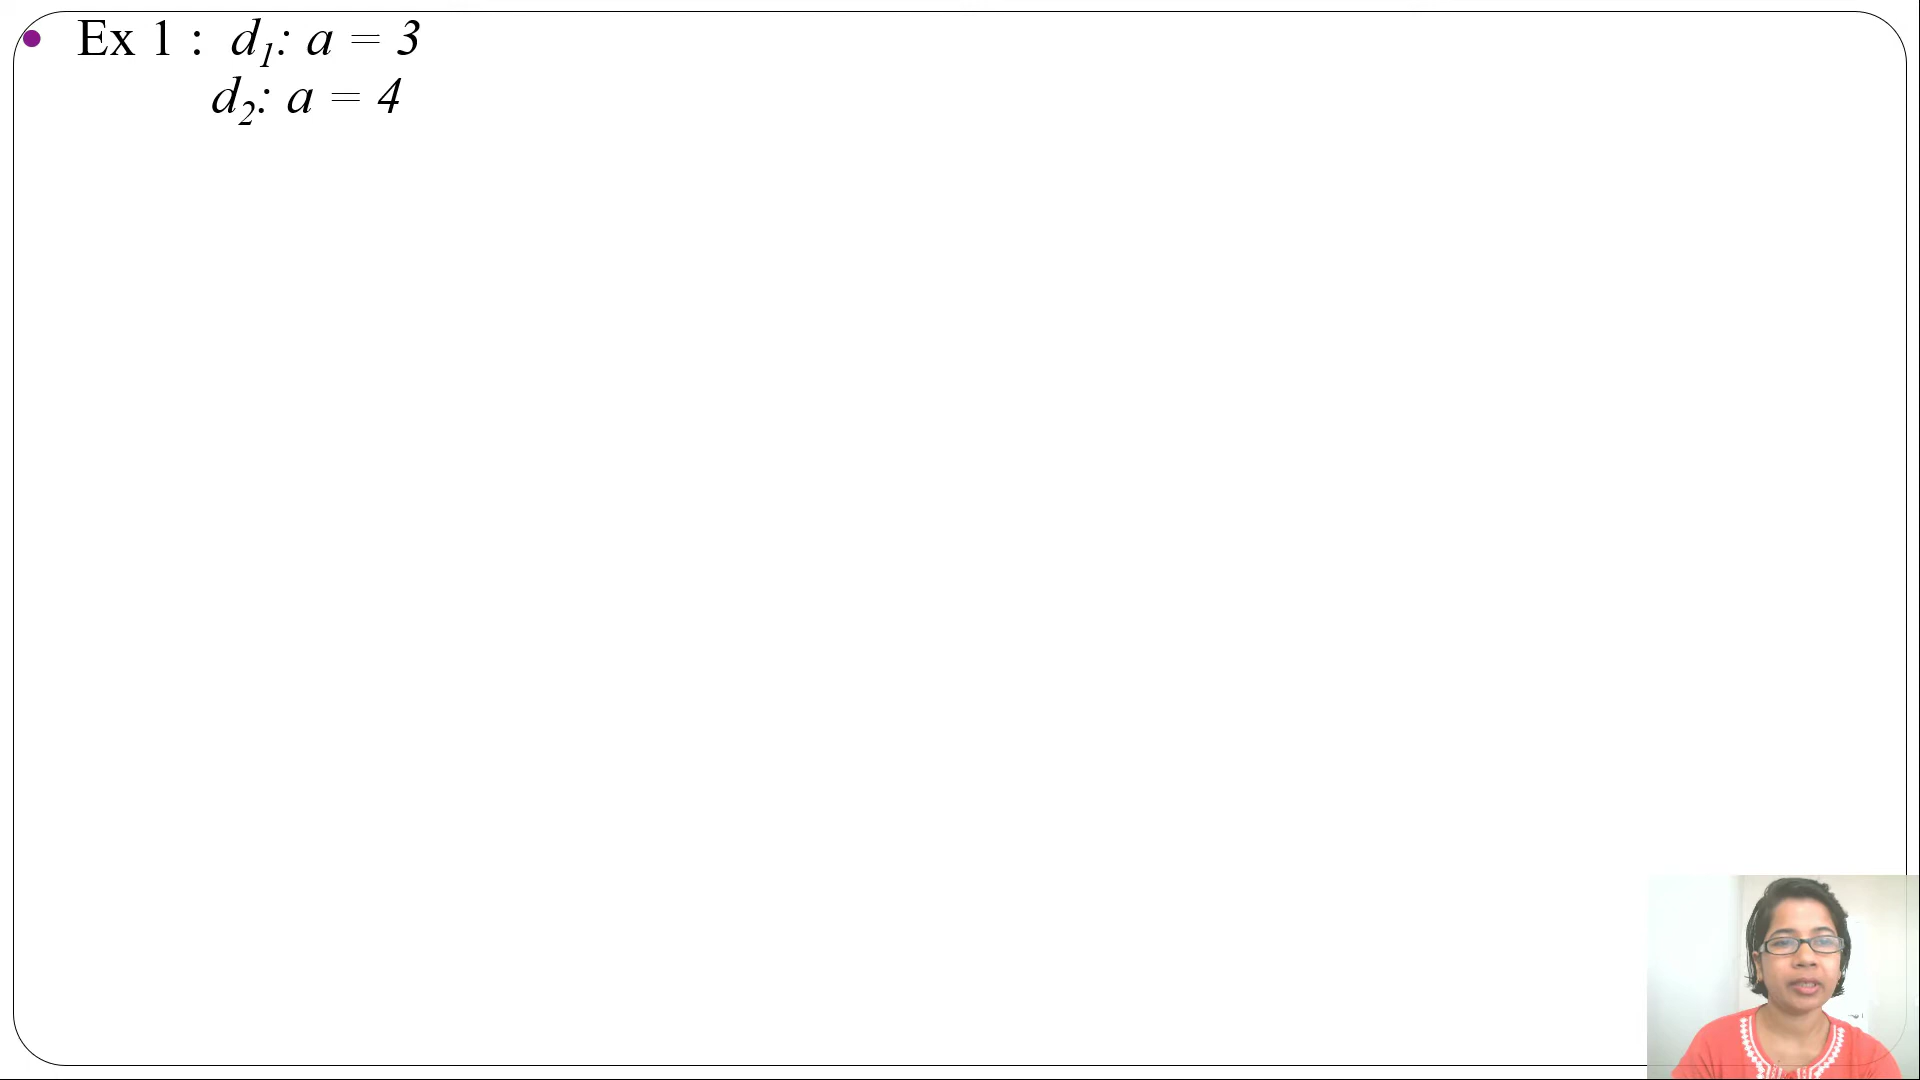 • Ex 1 : d₁: a = 3
d₂: a = 4